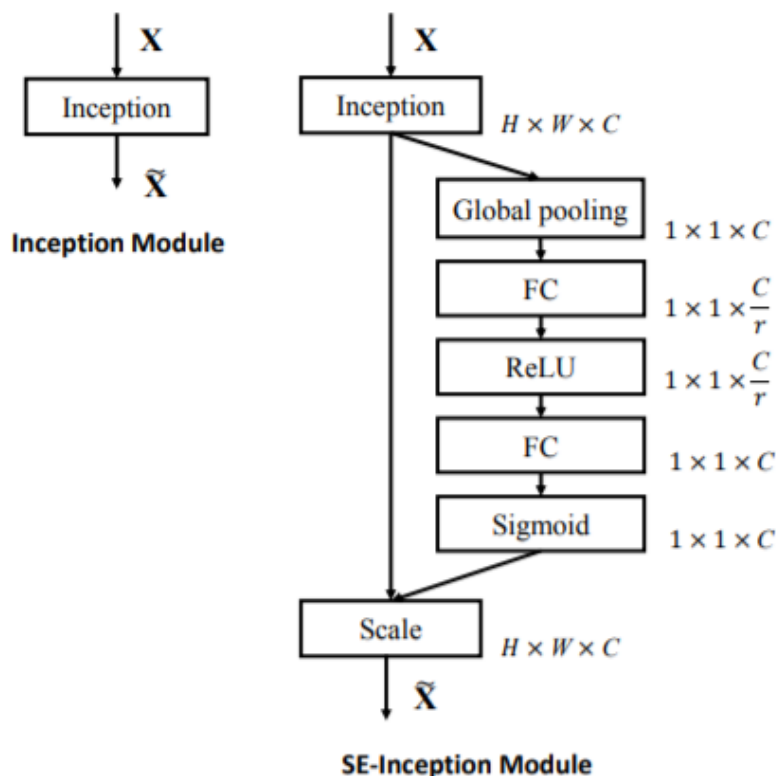 X
Inception
X̃
Inception Module
X
Inception
H × W × C
Global pooling
1 × 1 × C
FC
1 × 1 × C/r
ReLU
1 × 1 × C/r
FC
1 × 1 × C
Sigmoid
1 × 1 × C
Scale
H × W × C
X̃
SE-Inception Module